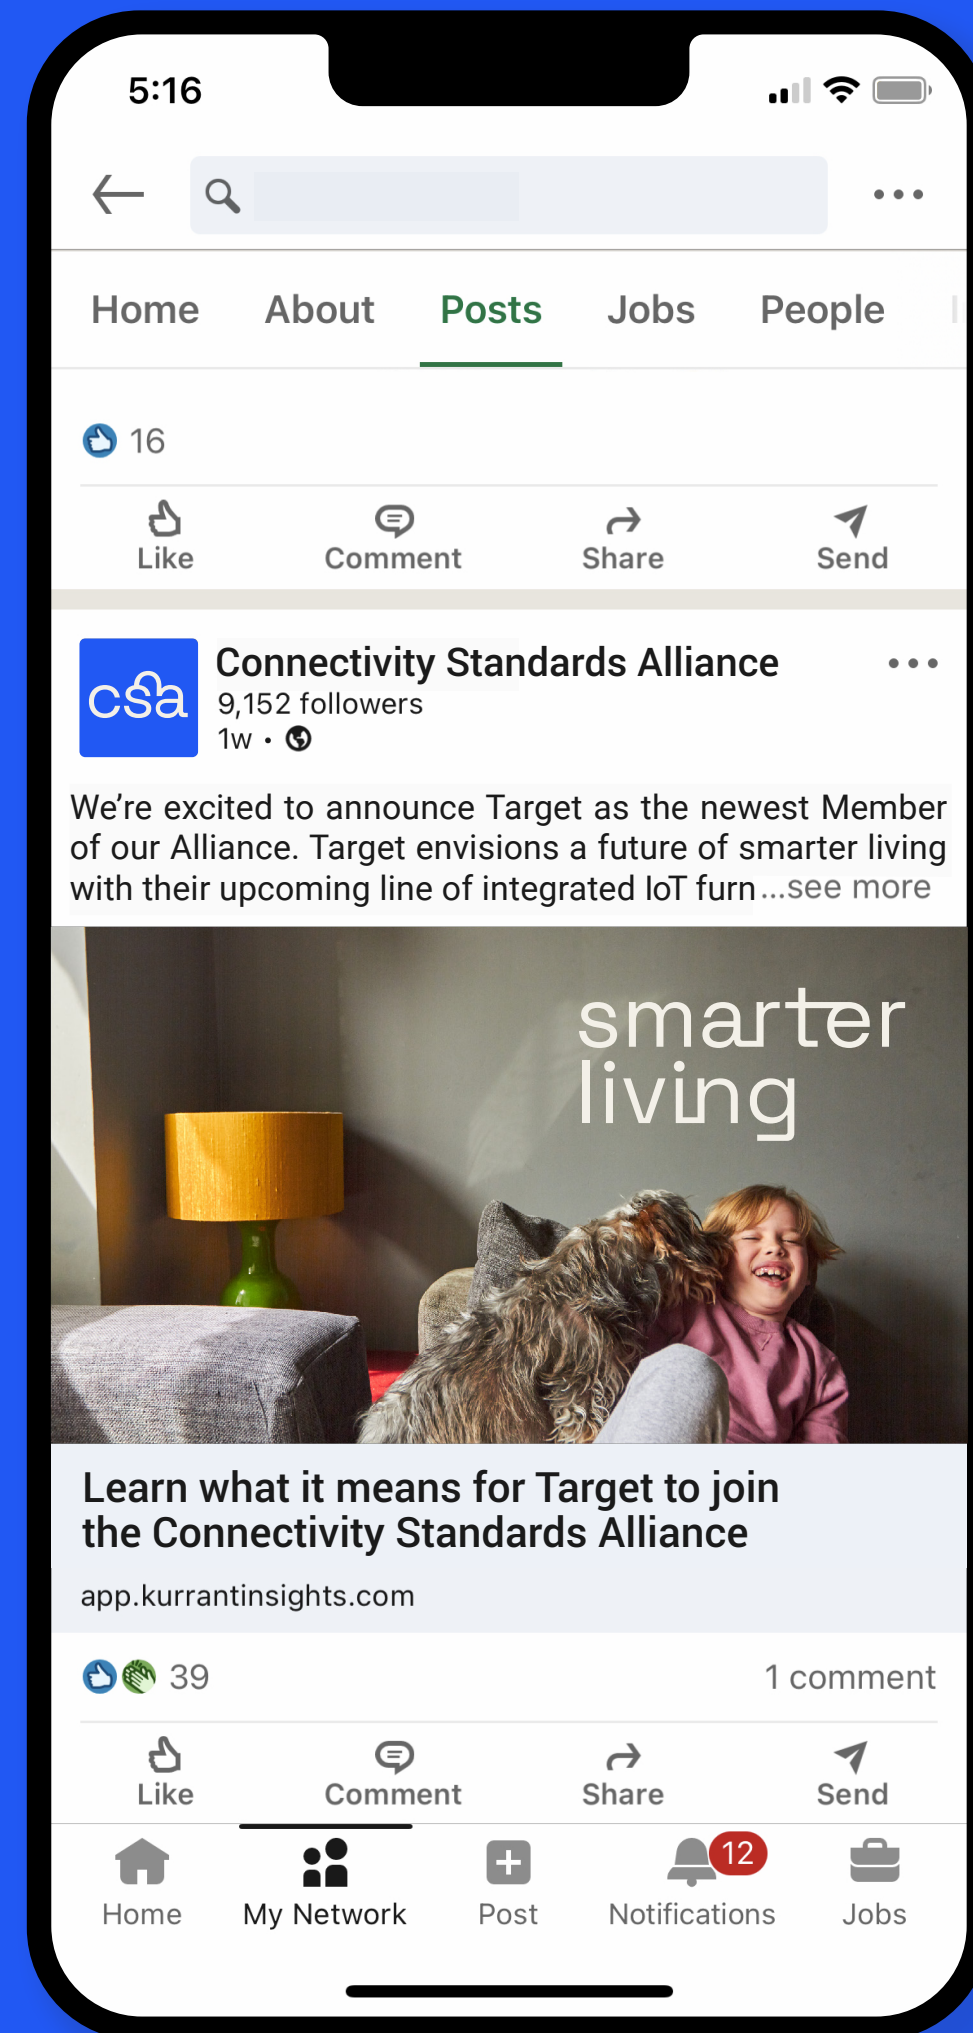 5:16
Home About Posts Jobs People
16
Like Comment Share Send
csa
Connectivity Standards Alliance
9,152 followers
1w •
We’re excited to announce Target as the newest Member
of our Alliance. Target envisions a future of smarter living
with their upcoming line of integrated IoT furn ...see more
smarter
living
Learn what it means for Target to join
the Connectivity Standards Alliance
app.kurrantinsights.com
39 1 comment
Like Comment Share Send
12
Home My Network Post Notifications Jobs